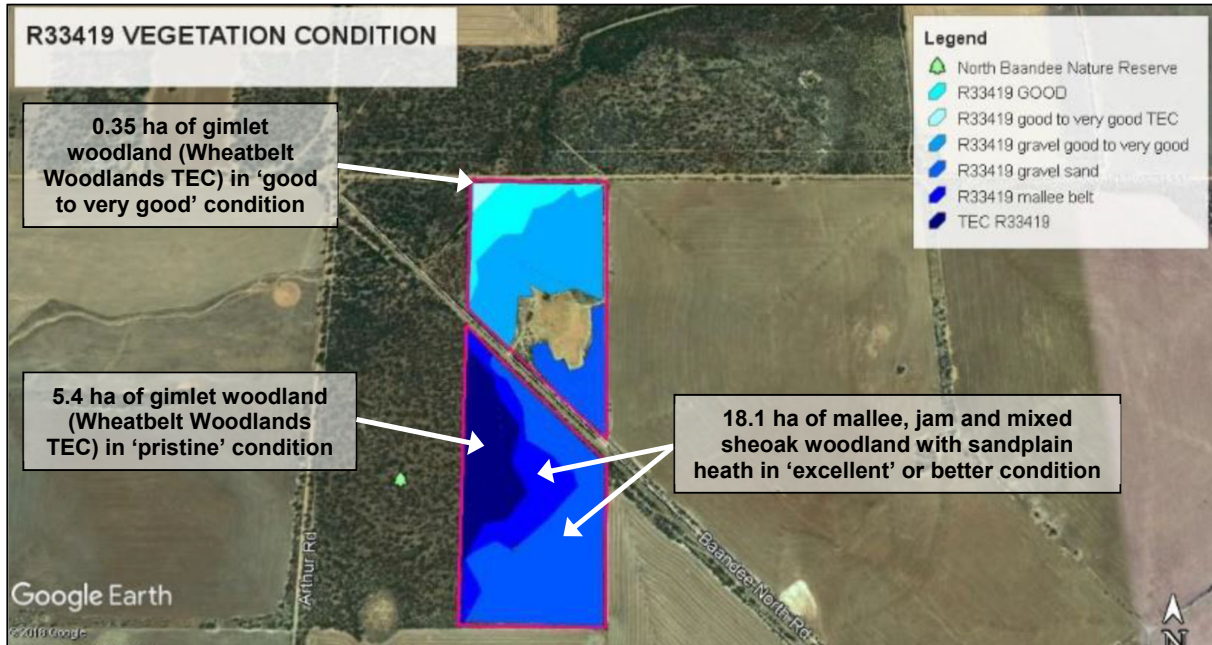 R33419 VEGETATION CONDITION
0.35 ha of gimlet
woodland (Wheatbelt
Woodlands TEC) in ‘good
to very good’ condition
Legend
North Baandee Nature Reserve
R33419 GOOD
R33419 good to very good TEC
R33419 gravel good to very good
R33419 gravel sand
R33419 mallee belt
TEC R33419
5.4 ha of gimlet woodland
(Wheatbelt Woodlands
TEC) in ‘pristine’ condition
18.1 ha of mallee, jam and mixed
sheoak woodland with sandplain
heath in ‘excellent’ or better condition
Arthur Rd
Baandee North Rd
Google Earth
© 2018 Google
N